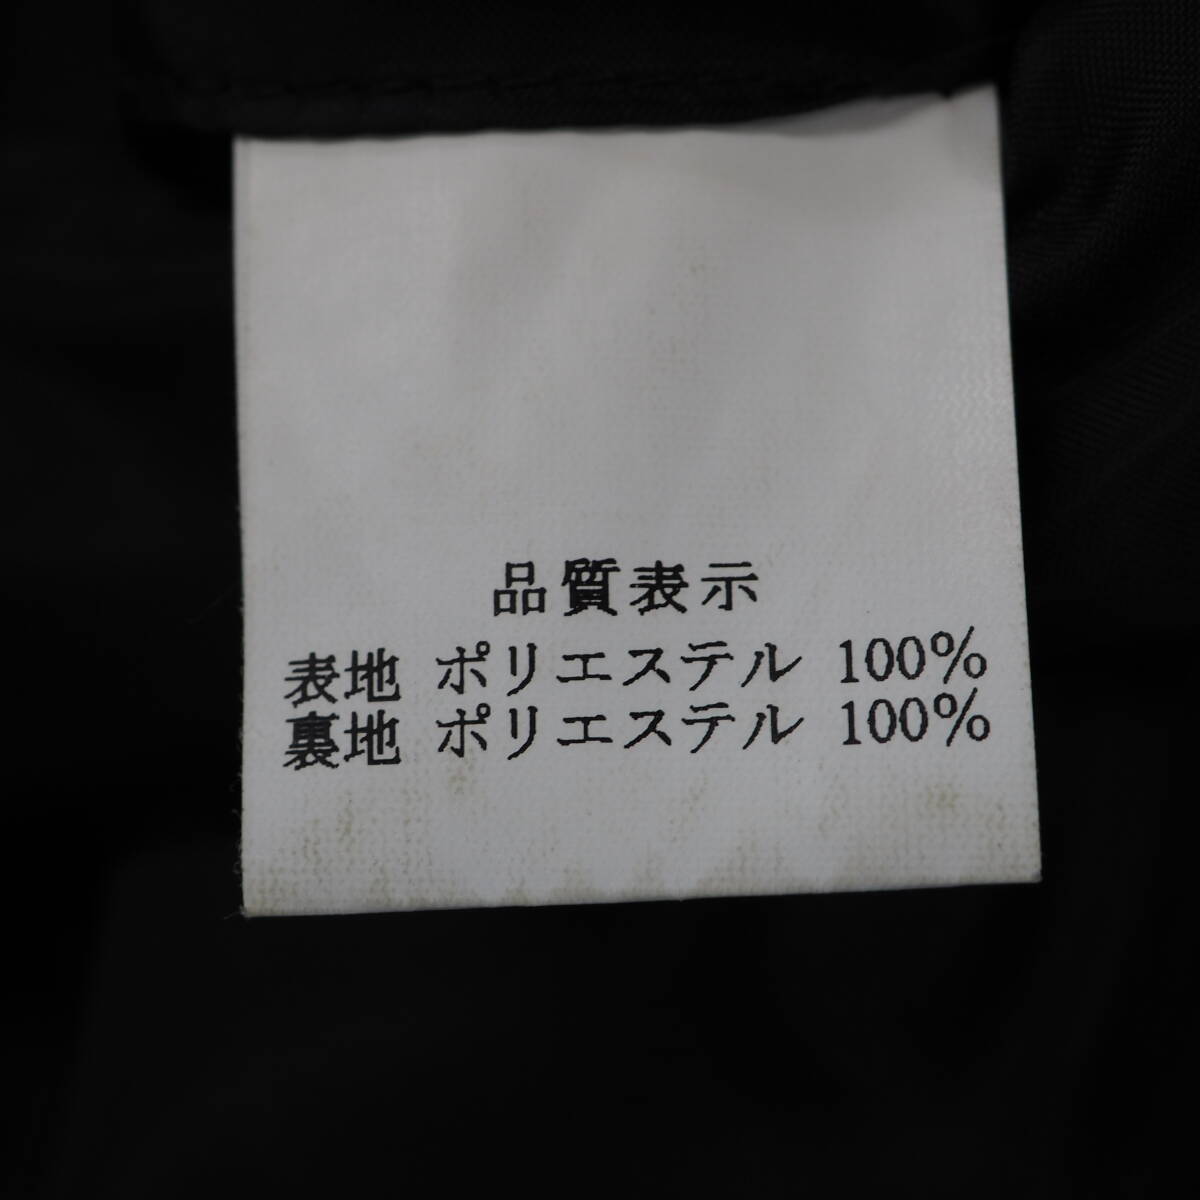 品質表示
表地 ポリエステル 100%
裏地 ポリエステル 100%